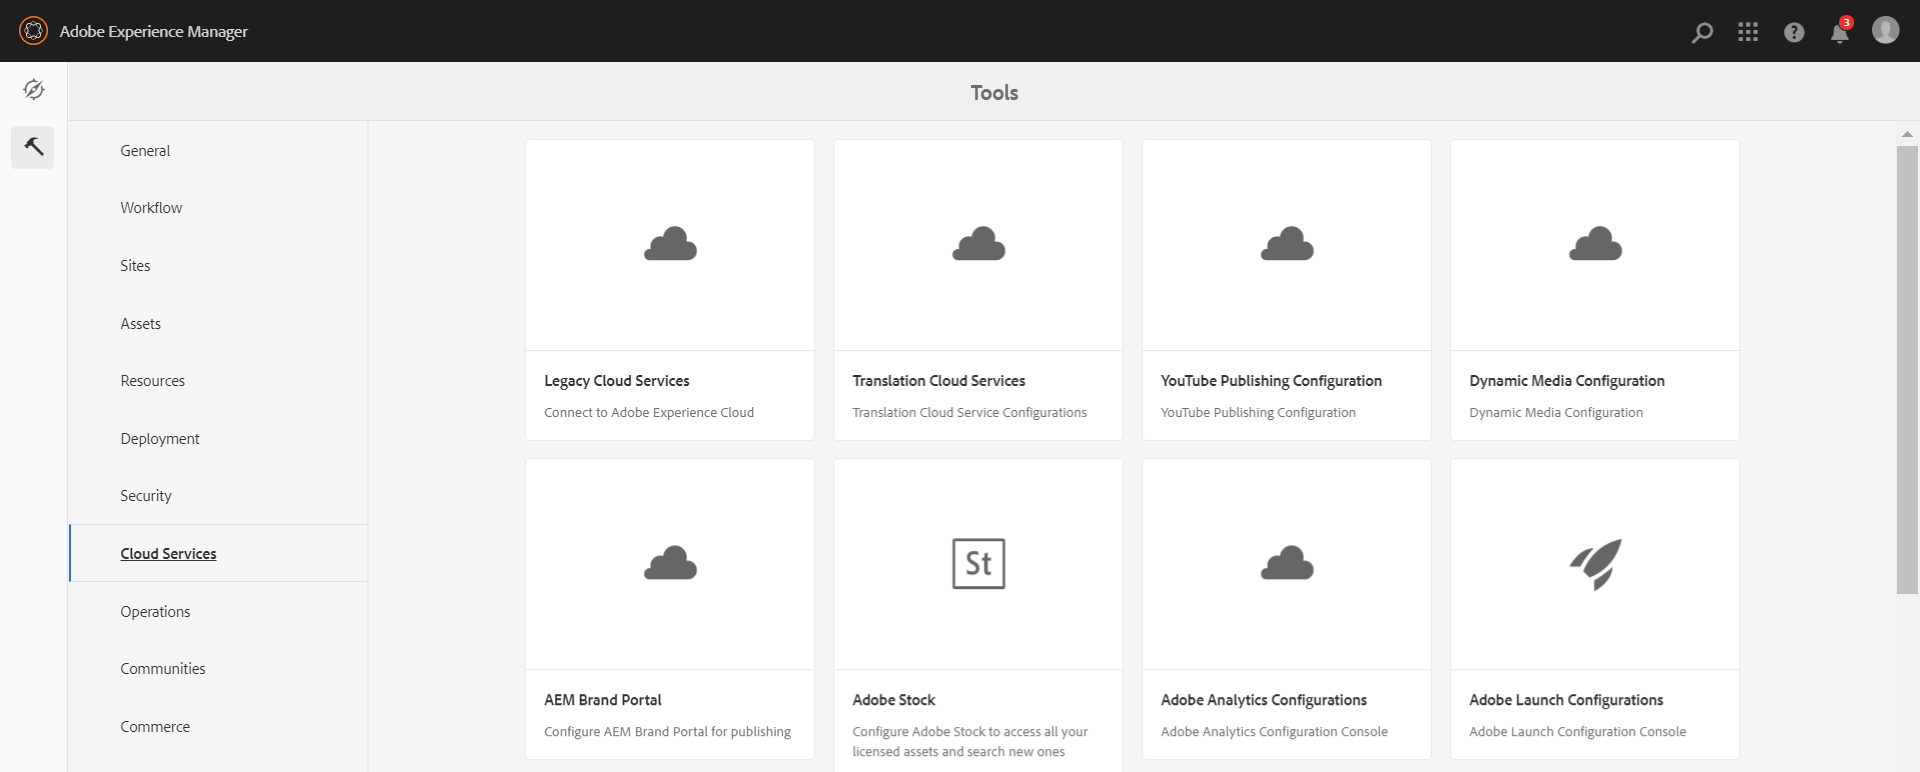 Adobe Experience Manager
3
Tools
General
Workflow
Sites
Assets
Resources
Deployment
Security
Cloud Services
Operations
Communities
Commerce
Legacy Cloud Services
Connect to Adobe Experience Cloud
Translation Cloud Services
Translation Cloud Service Configurations
YouTube Publishing Configuration
YouTube Publishing Configuration
Dynamic Media Configuration
Dynamic Media Configuration
AEM Brand Portal
Configure AEM Brand Portal for publishing
St
Adobe Stock
Configure Adobe Stock to access all your
licensed assets and search new ones
Adobe Analytics Configurations
Adobe Analytics Configuration Console
Adobe Launch Configurations
Adobe Launch Configuration Console